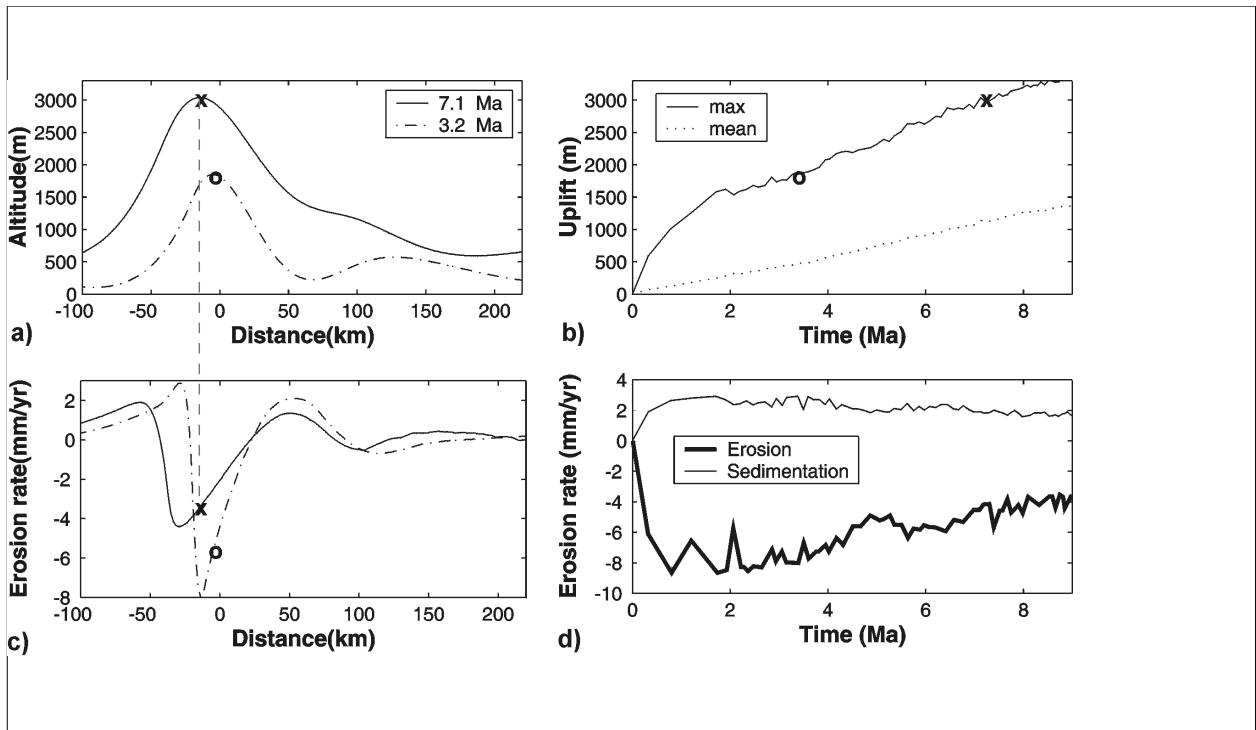 3000
2500
2000
1500
1000
500
0
Altitude(m)
7.1 Ma
3.2 Ma
x
o
-100 -50 0 50 100 150 200
a)
Distance(km)
3000
2500
2000
1500
1000
500
0
Uplift (m)
max
mean
x
o
0 2 4 6 8
b)
Time (Ma)
2
0
-2
-4
-6
-8
Erosion rate(mm/yr)
x
o
-100 -50 0 50 100 150 200
c)
Distance(km)
4
2
0
-2
-4
-6
-8
-10
Erosion rate (mm/yr)
Erosion
Sedimentation
0 2 4 6 8
d)
Time (Ma)